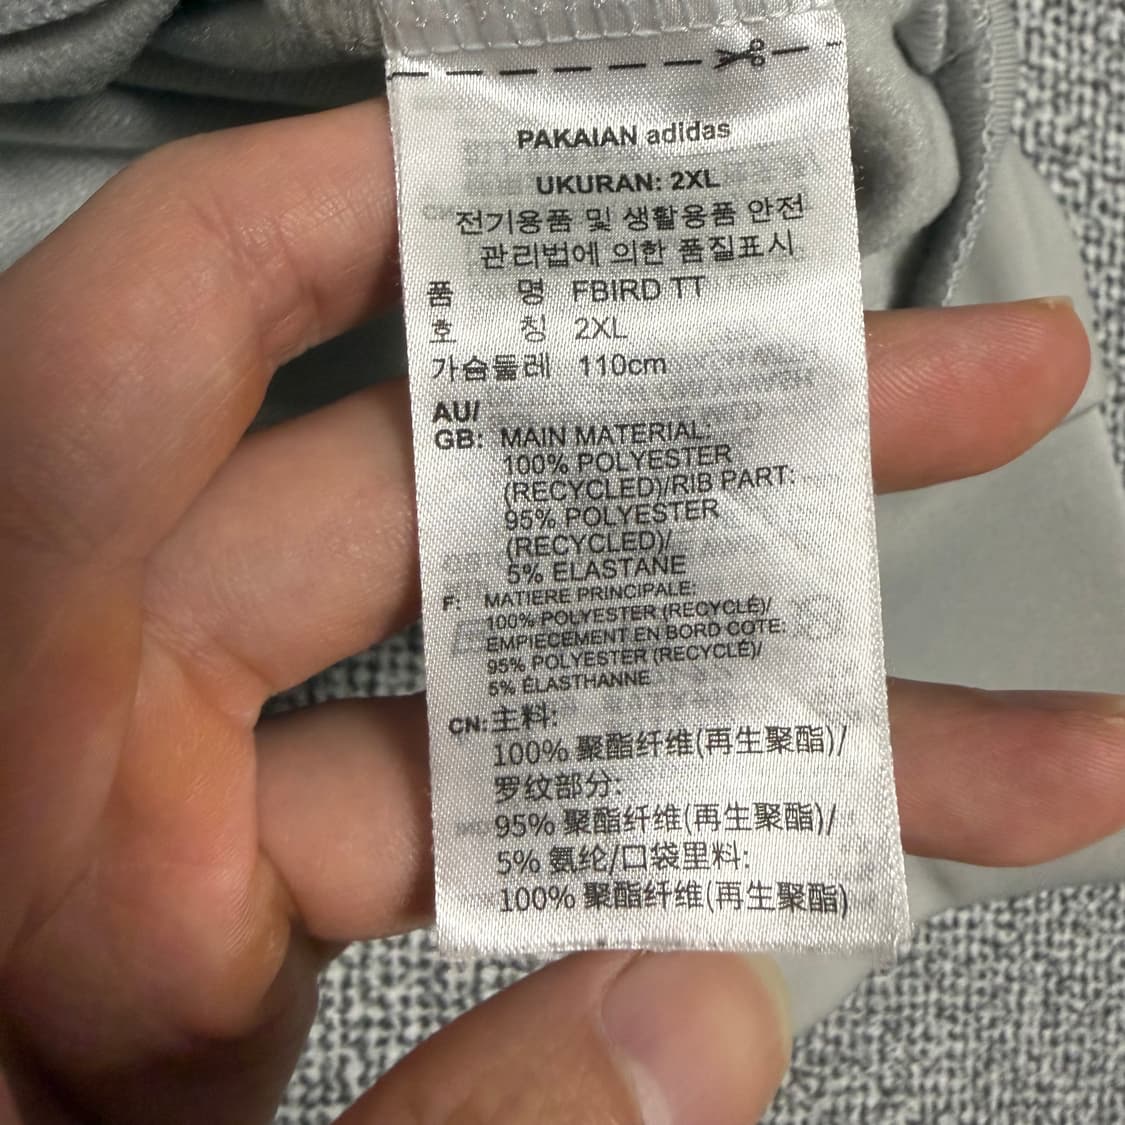 PAKAIAN adidas
UKURAN: 2XL
전기용품 및 생활용품 안전
관리법에 의한 품질표시
품 명 FBIRD TT
호 칭 2XL
가슴둘레 110cm
AU/
GB: MAIN MATERIAL:
100% POLYESTER
(RECYCLED)/RIB PART:
95% POLYESTER
(RECYCLED)/
5% ELASTANE
F: MATIERE PRINCIPALE:
100% POLYESTER (RECYCLÉ)/
EMPIECEMENT EN BORD COTE:
95% POLYESTER (RECYCLÉ)/
5% ÉLASTHANNE
CN: 主料:
100% 聚酯纤维(再生聚酯)/
罗纹部分:
95% 聚酯纤维(再生聚酯)/
5% 氨纶/口袋里料:
100% 聚酯纤维(再生聚酯)